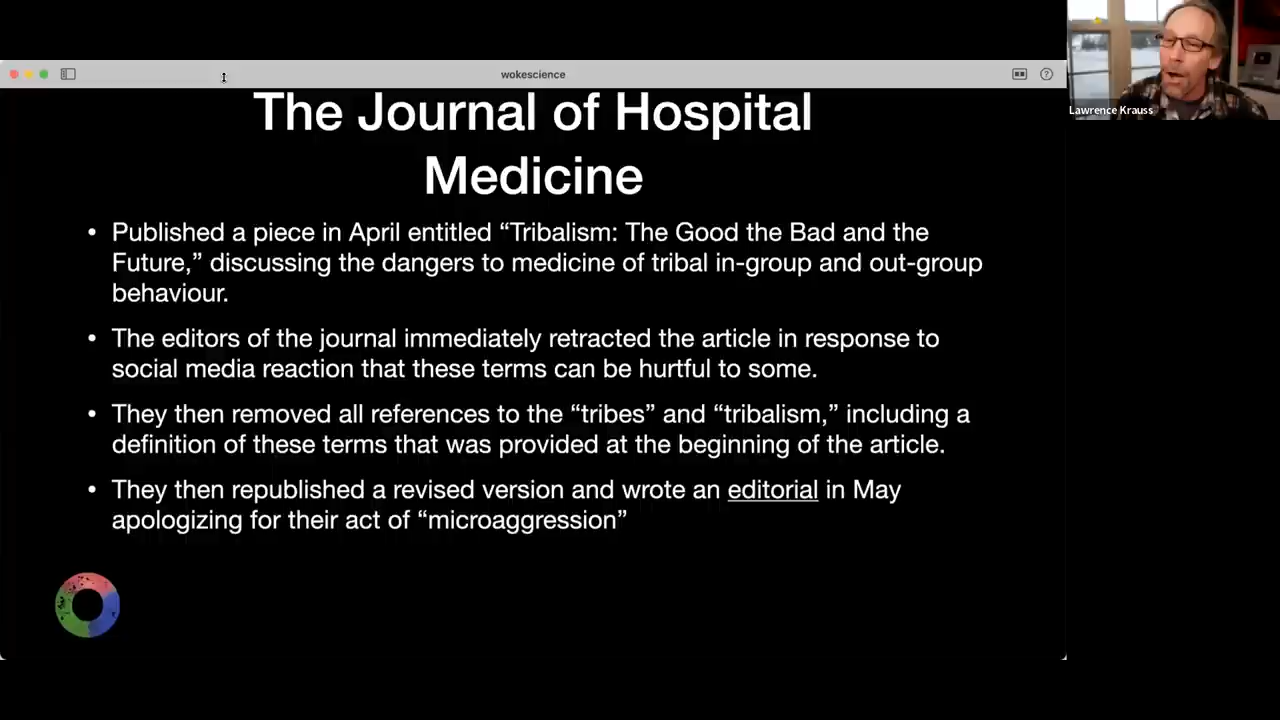 wokescience
Lawrence Krauss
The Journal of Hospital
Medicine
• Published a piece in April entitled “Tribalism: The Good the Bad and the
Future,” discussing the dangers to medicine of tribal in-group and out-group
behaviour.
• The editors of the journal immediately retracted the article in response to
social media reaction that these terms can be hurtful to some.
• They then removed all references to the “tribes” and “tribalism,” including a
definition of these terms that was provided at the beginning of the article.
• They then republished a revised version and wrote an editorial in May
apologizing for their act of “microaggression”